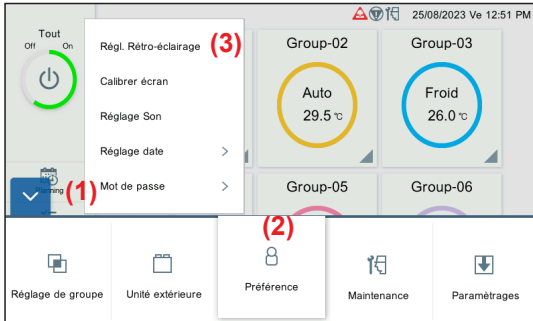 25/08/2023 Ve 12:51 PM
Tout
Off On
Régl. Rétro-éclairage (3)
Calibrer écran
Réglage Son
Réglage date >
Mot de passe >
(1)
Group-02
Auto
29.5 °C
Group-03
Froid
26.0 °C
Group-05
Group-06
(2)
Réglage de groupe
Unité extérieure
Préférence
Maintenance
Paramètrages